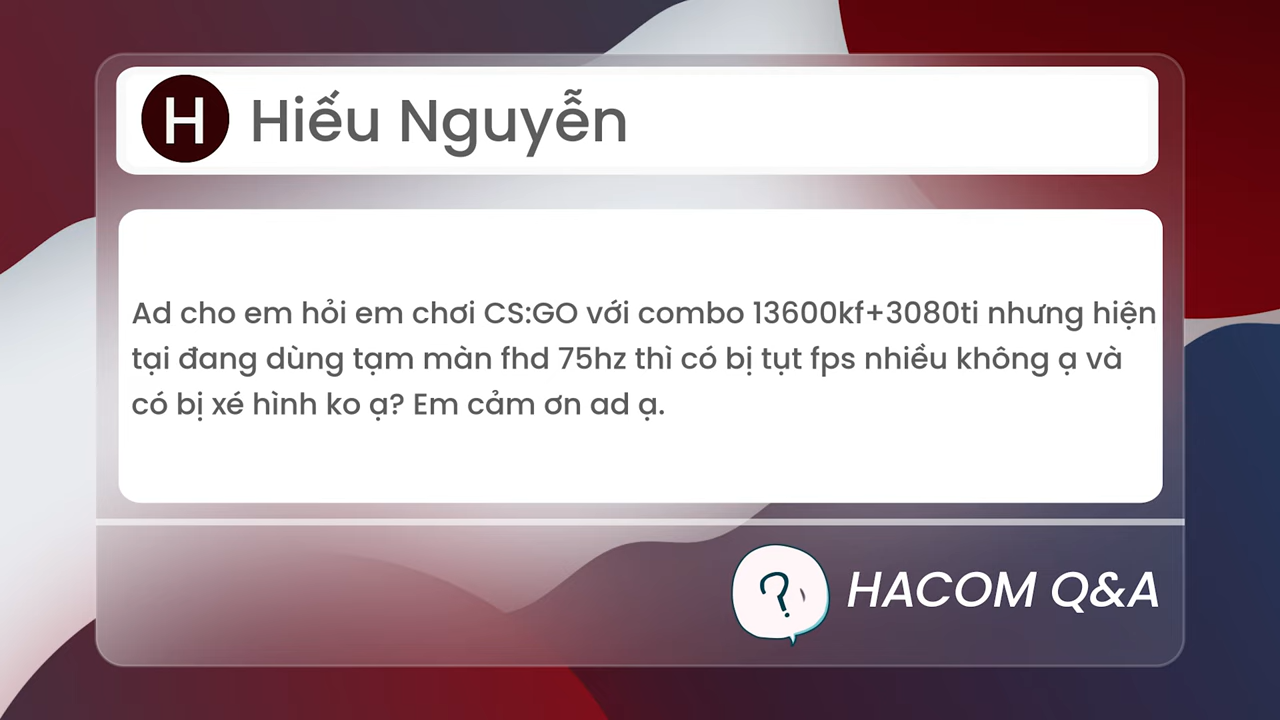 H Hiếu Nguyễn
Ad cho em hỏi em chơi CS:GO với combo 13600kf+3080ti nhưng hiện
tại đang dùng tạm màn fhd 75hz thì có bị tụt fps nhiều không ạ và
có bị xé hình ko ạ? Em cảm ơn ad ạ.
? HACOM Q&A